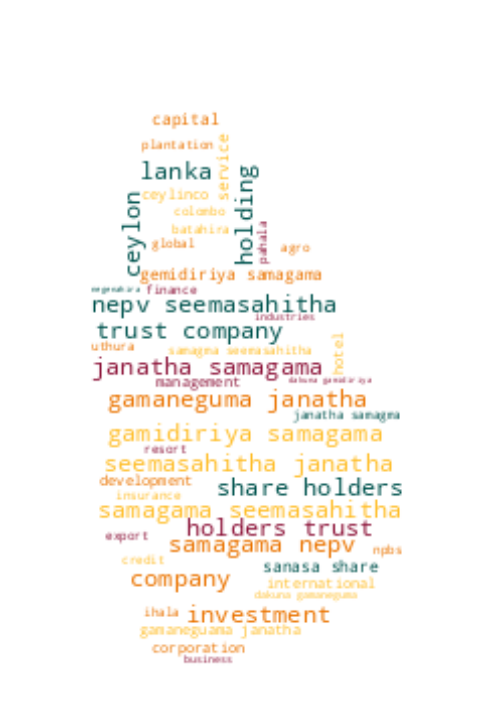 capital
plantation
service
lanka
holding
ceylinco
ceylon
colombo
pahala
batahira
global
agro
gemidiriya samagama
negenahira
finance
nepv seemasahitha
industries
trust company
hotel
uthura
samagma seemasahitha
janatha samagama
management
dakuna gamidiriya
gamaneguma janatha
janatha samagma
gamidiriya samagama
resort
seemasahitha janatha
development
share holders
insurance
samagama seemasahitha
holders trust
export
samagama nepv
npbs
credit
sanasa share
company
international
dakuna gamaneguma
ihala
investment
gamaneguama janatha
corporation
business